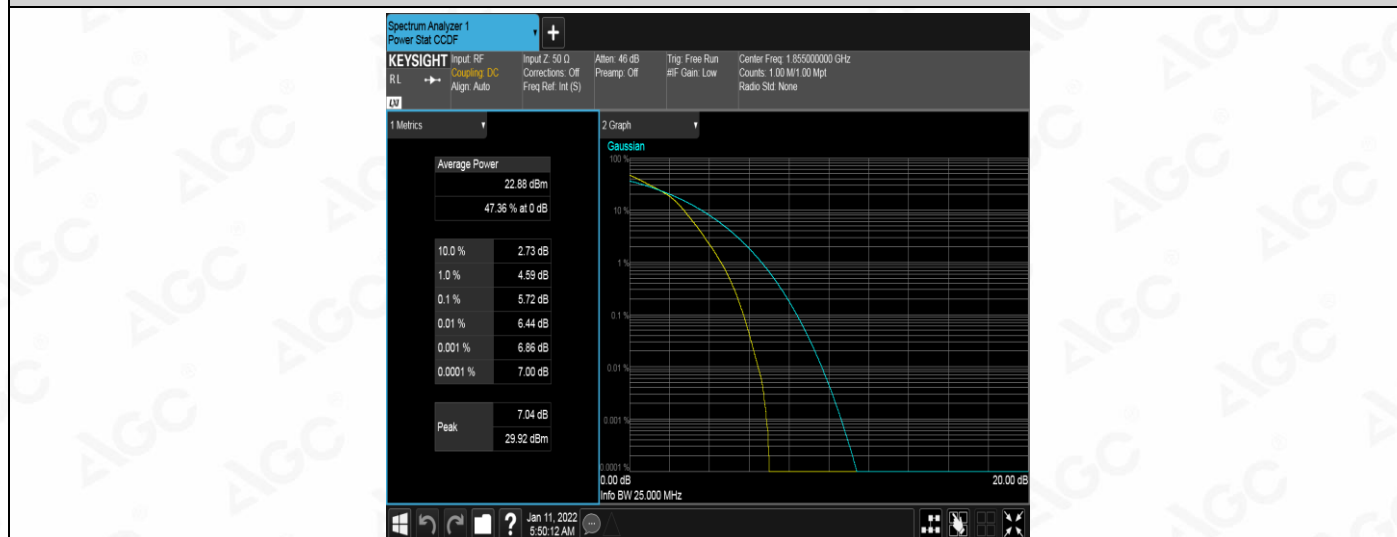 Spectrum Analyzer 1
Power Stat CCDF
+
KEYSIGHT
RL
LXI
Input: RF
Coupling: DC
Align: Auto
Input Z: 50 Ω
Corrections: Off
Freq Ref: Int (S)
Atten: 46 dB
Preamp: Off
Trig: Free Run
#IF Gain: Low
Center Freq: 1.855000000 GHz
Counts: 1.00 M/1.00 Mpt
Radio Std: None
1 Metrics
Average Power
22.88 dBm
47.36 % at 0 dB
10.0 % 2.73 dB
1.0 % 4.59 dB
0.1 % 5.72 dB
0.01 % 6.44 dB
0.001 % 6.86 dB
0.0001 % 7.00 dB
Peak
7.04 dB
29.92 dBm
2 Graph
Gaussian
100 %
10 %
1 %
0.1 %
0.01 %
0.001 %
0.0001 %
0.00 dB 20.00 dB
Info BW 25.000 MHz
?
Jan 11, 2022
5:50:12 AM
AGC